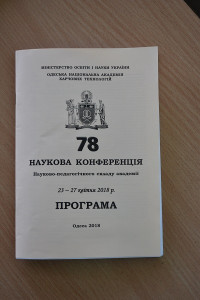 МІНІСТЕРСТВО ОСВІТИ І НАУКИ УКРАЇНИ
ОДЕСЬКА НАЦІОНАЛЬНА АКАДЕМІЯ
ХАРЧОВИХ ТЕХНОЛОГІЙ
78
НАУКОВА КОНФЕРЕНЦІЯ
Науково-педагогічного складу академії
23 – 27 квітня 2018 р.
ПРОГРАМА
Одеса 2018